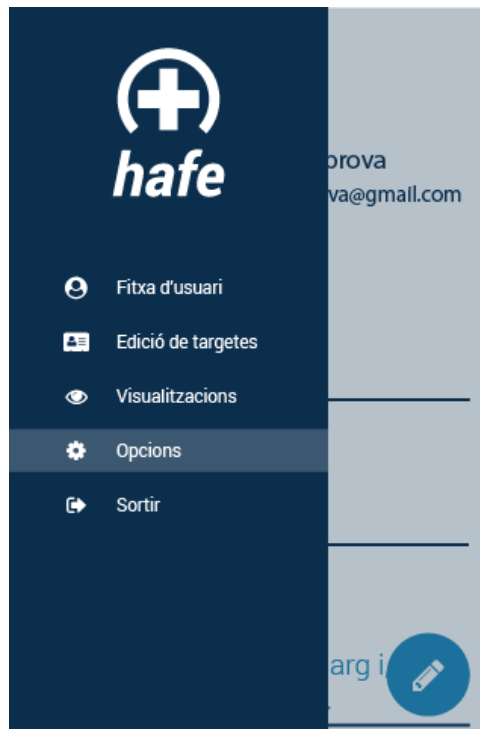 hafe
prova
va@gmail.com
Fitxa d'usuari
Edició de targetes
Visualitzacions
Opcions
Sortir
arg i